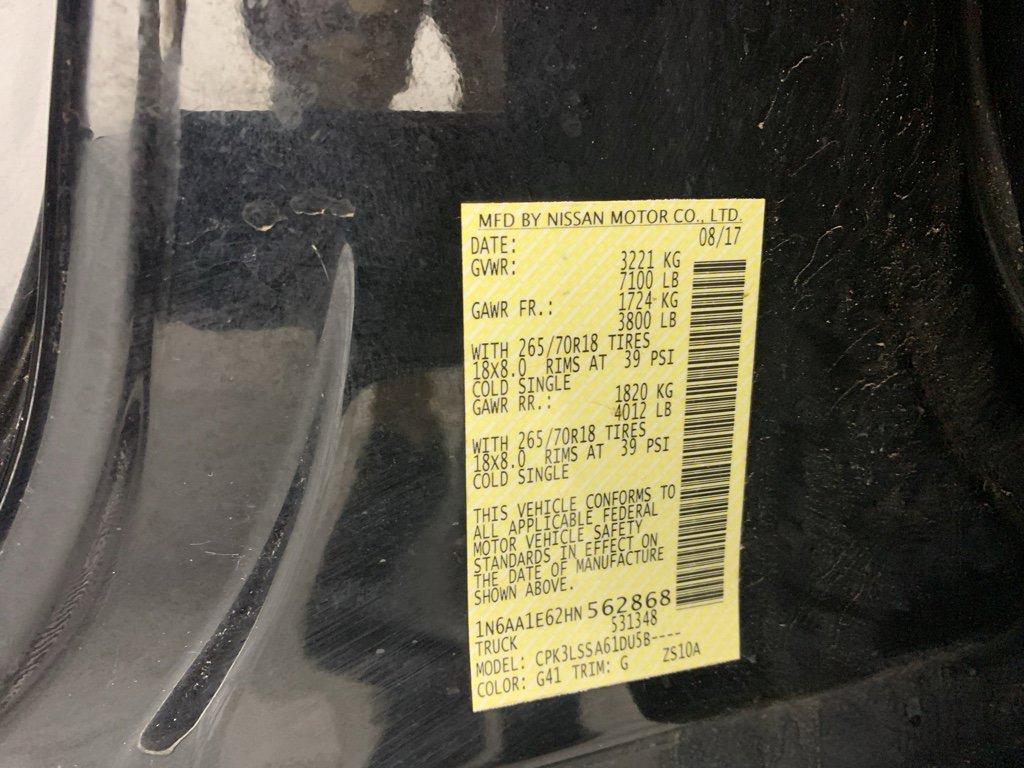 MFD BY NISSAN MOTOR CO., LTD.
DATE: 08/17
GVWR: 3221 KG
7100 LB
GAWR FR.: 1724 KG
3800 LB
WITH 265/70R18 TIRES
18X8.0 RIMS AT 39 PSI
COLD SINGLE
GAWR RR.: 1820 KG
4012 LB
WITH 265/70R18 TIRES
18X8.0 RIMS AT 39 PSI
COLD SINGLE
THIS VEHICLE CONFORMS TO
ALL APPLICABLE FEDERAL
MOTOR VEHICLE SAFETY
STANDARDS IN EFFECT ON
THE DATE OF MANUFACTURE
SHOWN ABOVE.
1N6AA1E62HN 562868
TRUCK 531348
MODEL: CPK3LSSA61DU5B----
COLOR: G41 TRIM: G ZS10A